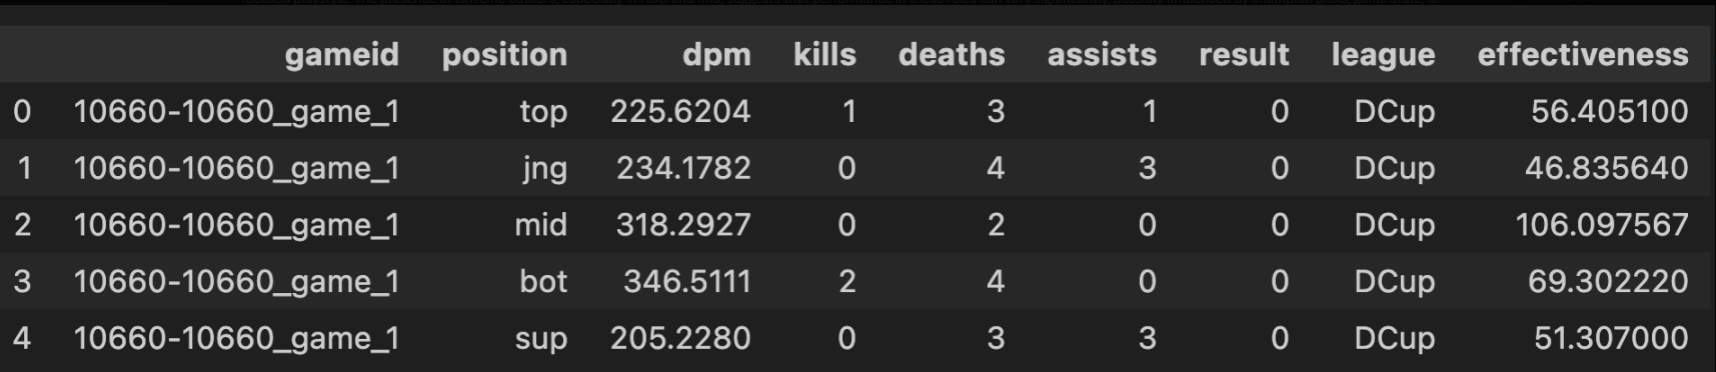 gameid position dpm kills deaths assists result league effectiveness
0 10660-10660_game_1 top 225.6204 1 3 1 0 DCup 56.405100
1 10660-10660_game_1 jng 234.1782 0 4 3 0 DCup 46.835640
2 10660-10660_game_1 mid 318.2927 0 2 0 0 DCup 106.097567
3 10660-10660_game_1 bot 346.5111 2 4 0 0 DCup 69.302220
4 10660-10660_game_1 sup 205.2280 0 3 3 0 DCup 51.307000